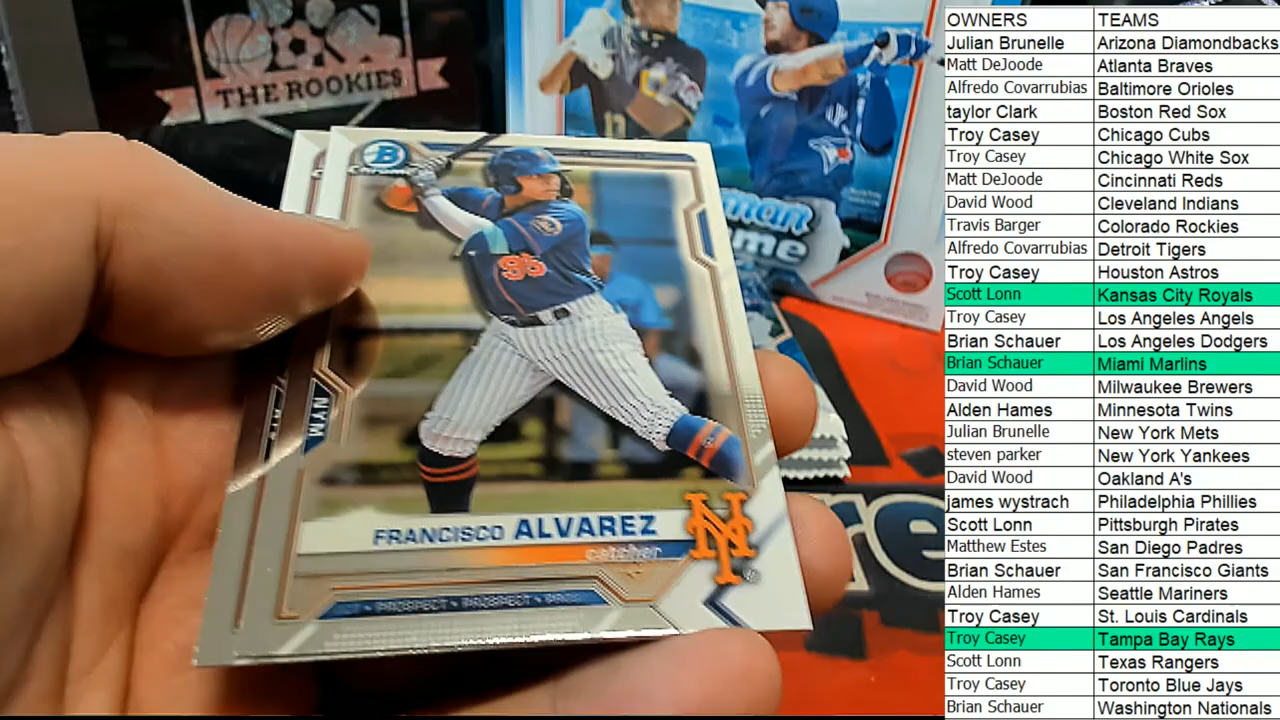 THE ROOKIES
B
Chrome
95
MAN
FRANCISCO ALVAREZ
catcher
NY
PROSPECT • PROSPECT •
OWNERS TEAMS
Julian Brunelle Arizona Diamondbacks
Matt DeJoode Atlanta Braves
Alfredo Covarrubias Baltimore Orioles
taylor Clark Boston Red Sox
Troy Casey Chicago Cubs
Troy Casey Chicago White Sox
Matt DeJoode Cincinnati Reds
David Wood Cleveland Indians
Travis Barger Colorado Rockies
Alfredo Covarrubias Detroit Tigers
Troy Casey Houston Astros
Scott Lonn Kansas City Royals
Troy Casey Los Angeles Angels
Brian Schauer Los Angeles Dodgers
Brian Schauer Miami Marlins
David Wood Milwaukee Brewers
Alden Hames Minnesota Twins
Julian Brunelle New York Mets
steven parker New York Yankees
David Wood Oakland A's
james wystrach Philadelphia Phillies
Scott Lonn Pittsburgh Pirates
Matthew Estes San Diego Padres
Brian Schauer San Francisco Giants
Alden Hames Seattle Mariners
Troy Casey St. Louis Cardinals
Troy Casey Tampa Bay Rays
Scott Lonn Texas Rangers
Troy Casey Toronto Blue Jays
Brian Schauer Washington Nationals